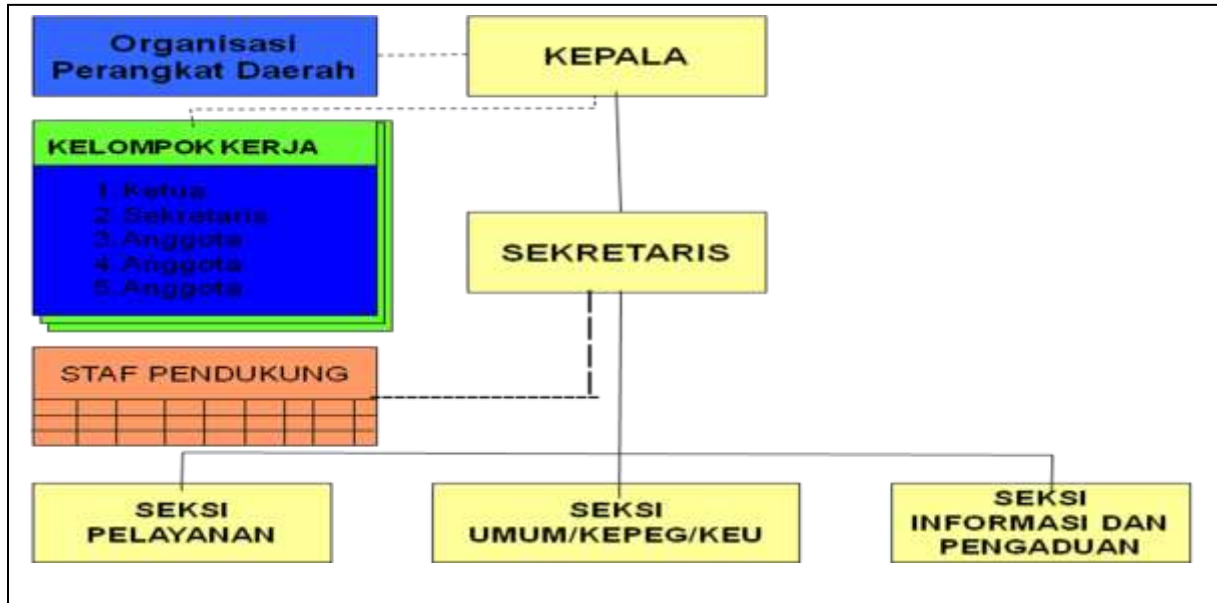 Organisasi
Perangkat Daerah
KEPALA
KELOMPOK KERJA
1. Ketua
2. Sekretaris
3. Anggota
4. Anggota
5. Anggota
SEKRETARIS
STAF PENDUKUNG
SEKSI
PELAYANAN
SEKSI
UMUM/KEPEG/KEU
SEKSI
INFORMASI DAN
PENGADUAN